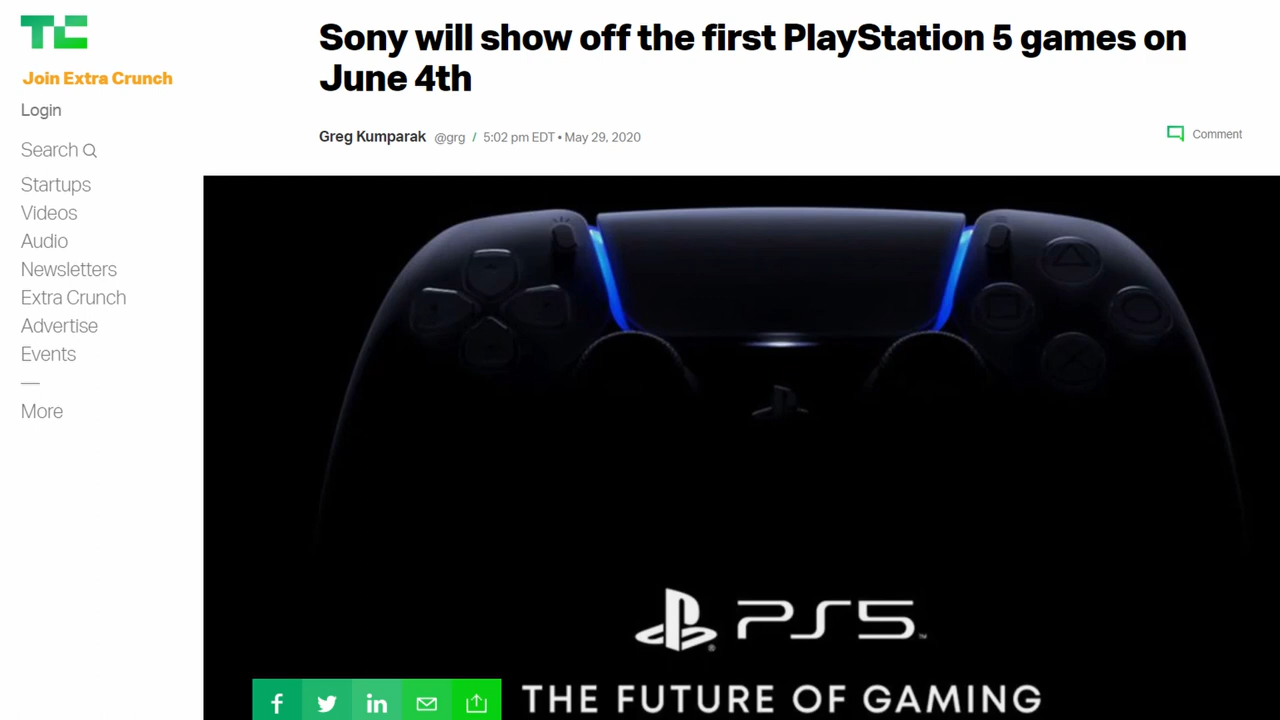 TC
Join Extra Crunch
Login
Search
Startups
Videos
Audio
Newsletters
Extra Crunch
Advertise
Events
—
More
Sony will show off the first PlayStation 5 games on
June 4th
Greg Kumparak @grg / 5:02 pm EDT • May 29, 2020
Comment
PS5™
THE FUTURE OF GAMING